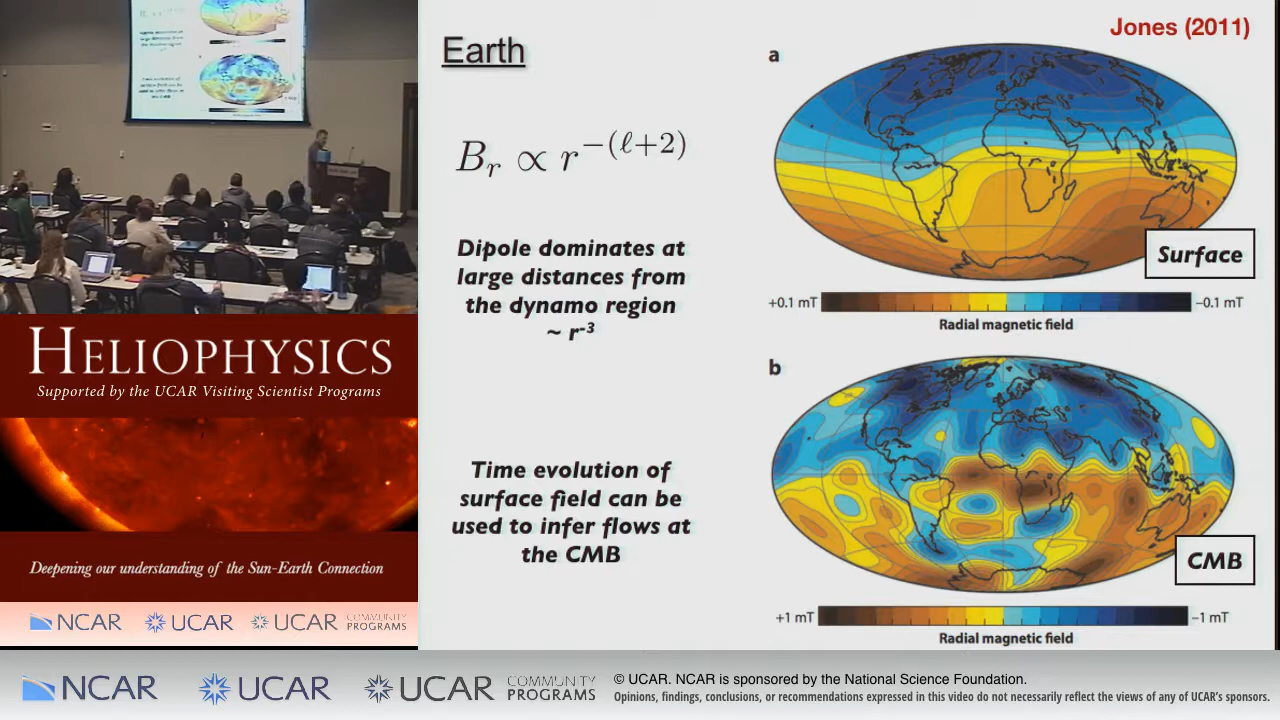 Earth
B_r ∝ r^{-(ℓ+2)}
Dipole dominates at
large distances from
the dynamo region
~ r⁻³
Time evolution of
surface field can be
used to infer flows at
the CMB
Jones (2011)
a
Surface
+0.1 mT
−0.1 mT
Radial magnetic field
b
CMB
+1 mT
−1 mT
Radial magnetic field
HELIOPHYSICS
Supported by the UCAR Visiting Scientist Programs
Deepening our understanding of the Sun-Earth Connection
NCAR UCAR UCAR COMMUNITY
PROGRAMS
NCAR UCAR UCAR COMMUNITY
PROGRAMS
© UCAR. NCAR is sponsored by the National Science Foundation.
Opinions, findings, conclusions, or recommendations expressed in this video do not necessarily reflect the views of any of UCAR's sponsors.